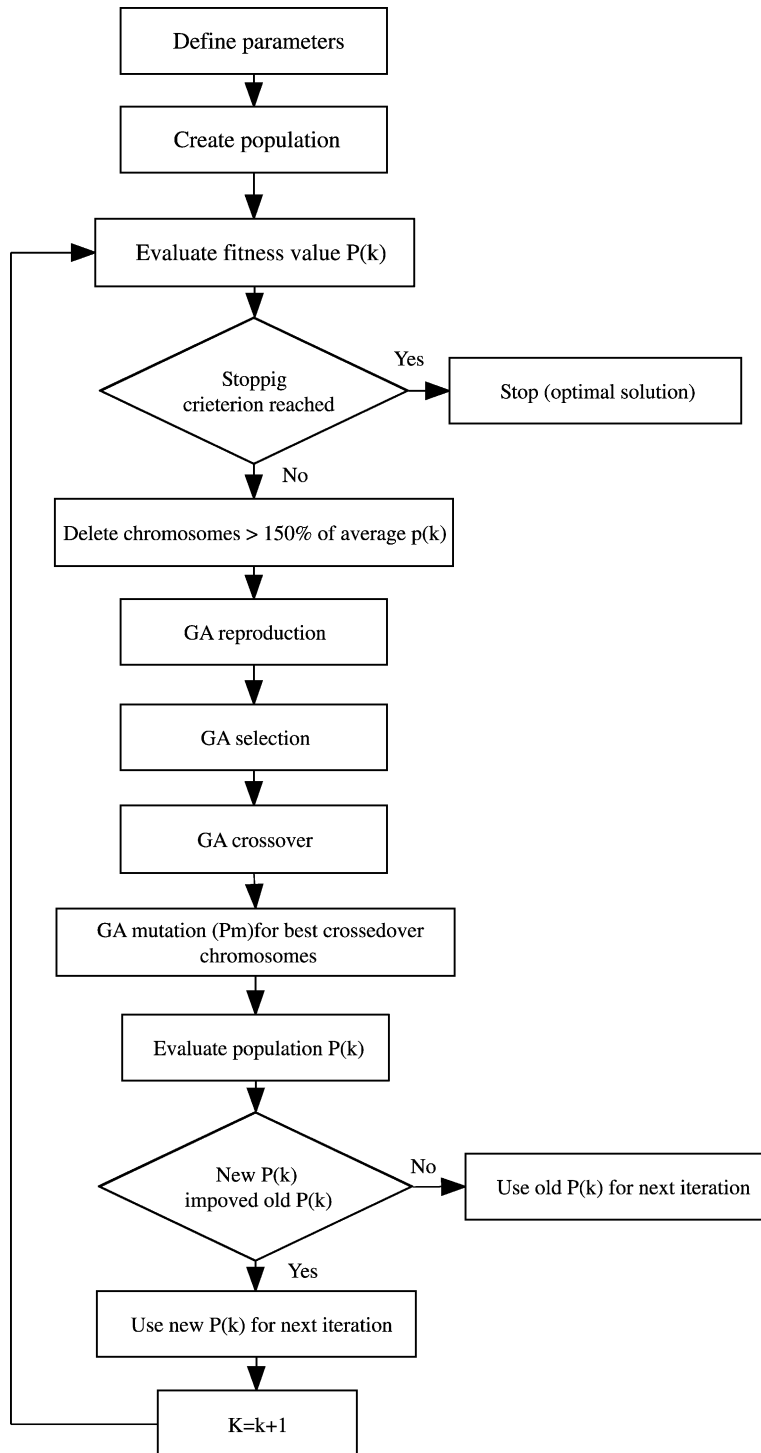 Define parameters
Create population
Evaluate fitness value P(k)
Stoppig
crieterion reached
Yes
Stop (optimal solution)
No
Delete chromosomes > 150% of average p(k)
GA reproduction
GA selection
GA crossover
GA mutation (Pm)for best crossedover
chromosomes
Evaluate population P(k)
New P(k)
impoved old P(k)
No
Use old P(k) for next iteration
Yes
Use new P(k) for next iteration
K=k+1